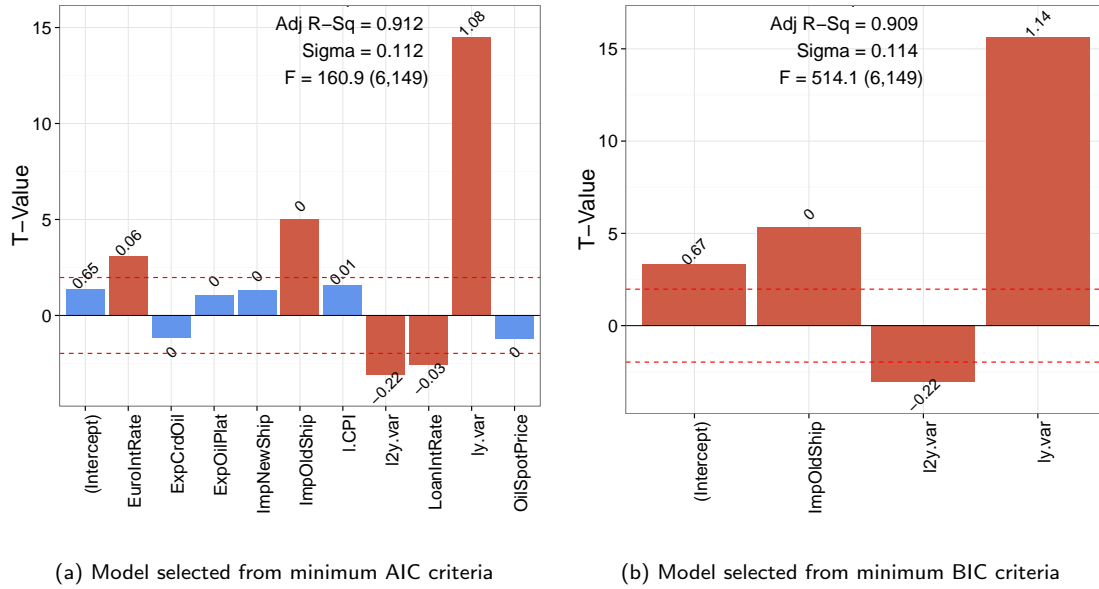 Adj R−Sq = 0.912
Sigma = 0.112
F = 160.9 (6,149)
T−Value
15
10
5
0
0.65
0.06
0
0
0
0
0.01
−0.22
−0.03
1.08
0
(Intercept)
EuroIntRate
ExpCrdOil
ExpOilPlat
ImpNewShip
ImpOldShip
l.CPI
l2y.var
LoanIntRate
ly.var
OilSpotPrice
(a) Model selected from minimum AIC criteria
Adj R−Sq = 0.909
Sigma = 0.114
F = 514.1 (6,149)
T−Value
15
10
5
0
0.67
0
−0.22
1.14
(Intercept)
ImpOldShip
l2y.var
ly.var
(b) Model selected from minimum BIC criteria